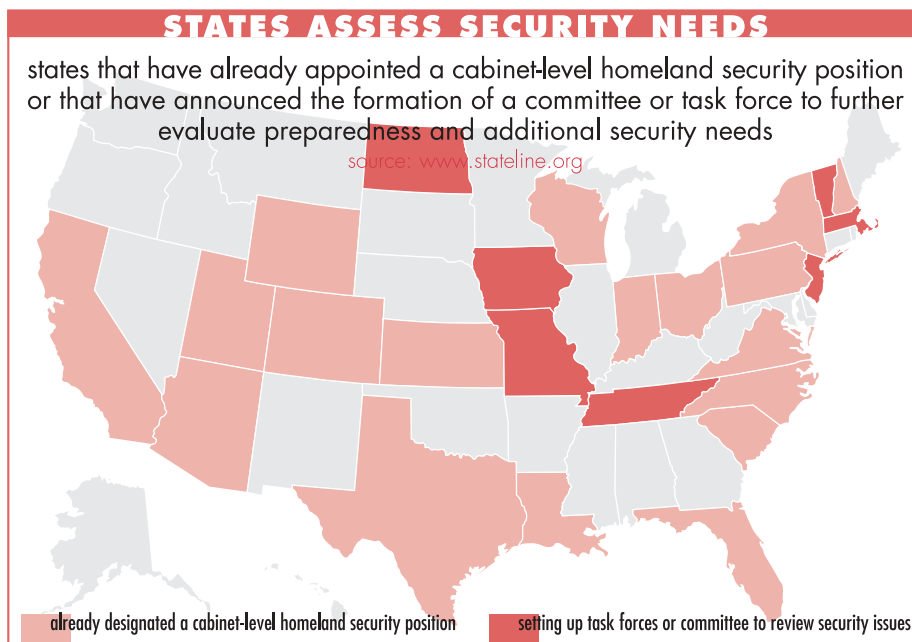 STATES ASSESS SECURITY NEEDS
states that have already appointed a cabinet-level homeland security position
or that have announced the formation of a committee or task force to further
evaluate preparedness and additional security needs
source: www.stateline.org
already designated a cabinet-level homeland security position
setting up task forces or committee to review security issues